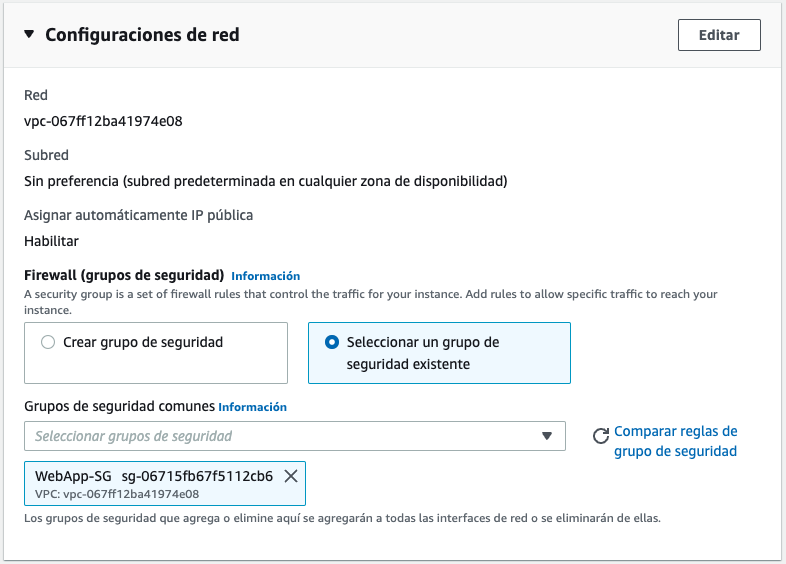 Configuraciones de red
Editar
Red
vpc-067ff12ba41974e08
Subred
Sin preferencia (subred predeterminada en cualquier zona de disponibilidad)
Asignar automáticamente IP pública
Habilitar
Firewall (grupos de seguridad) Información
A security group is a set of firewall rules that control the traffic for your instance. Add rules to allow specific traffic to reach your
instance.
Crear grupo de seguridad
Seleccionar un grupo de
seguridad existente
Grupos de seguridad comunes Información
Seleccionar grupos de seguridad
Comparar reglas de
grupo de seguridad
WebApp-SG sg-06715fb67f5112cb6
VPC: vpc-067ff12ba41974e08
Los grupos de seguridad que agrega o elimine aquí se agregarán a todas las interfaces de red o se eliminarán de ellas.